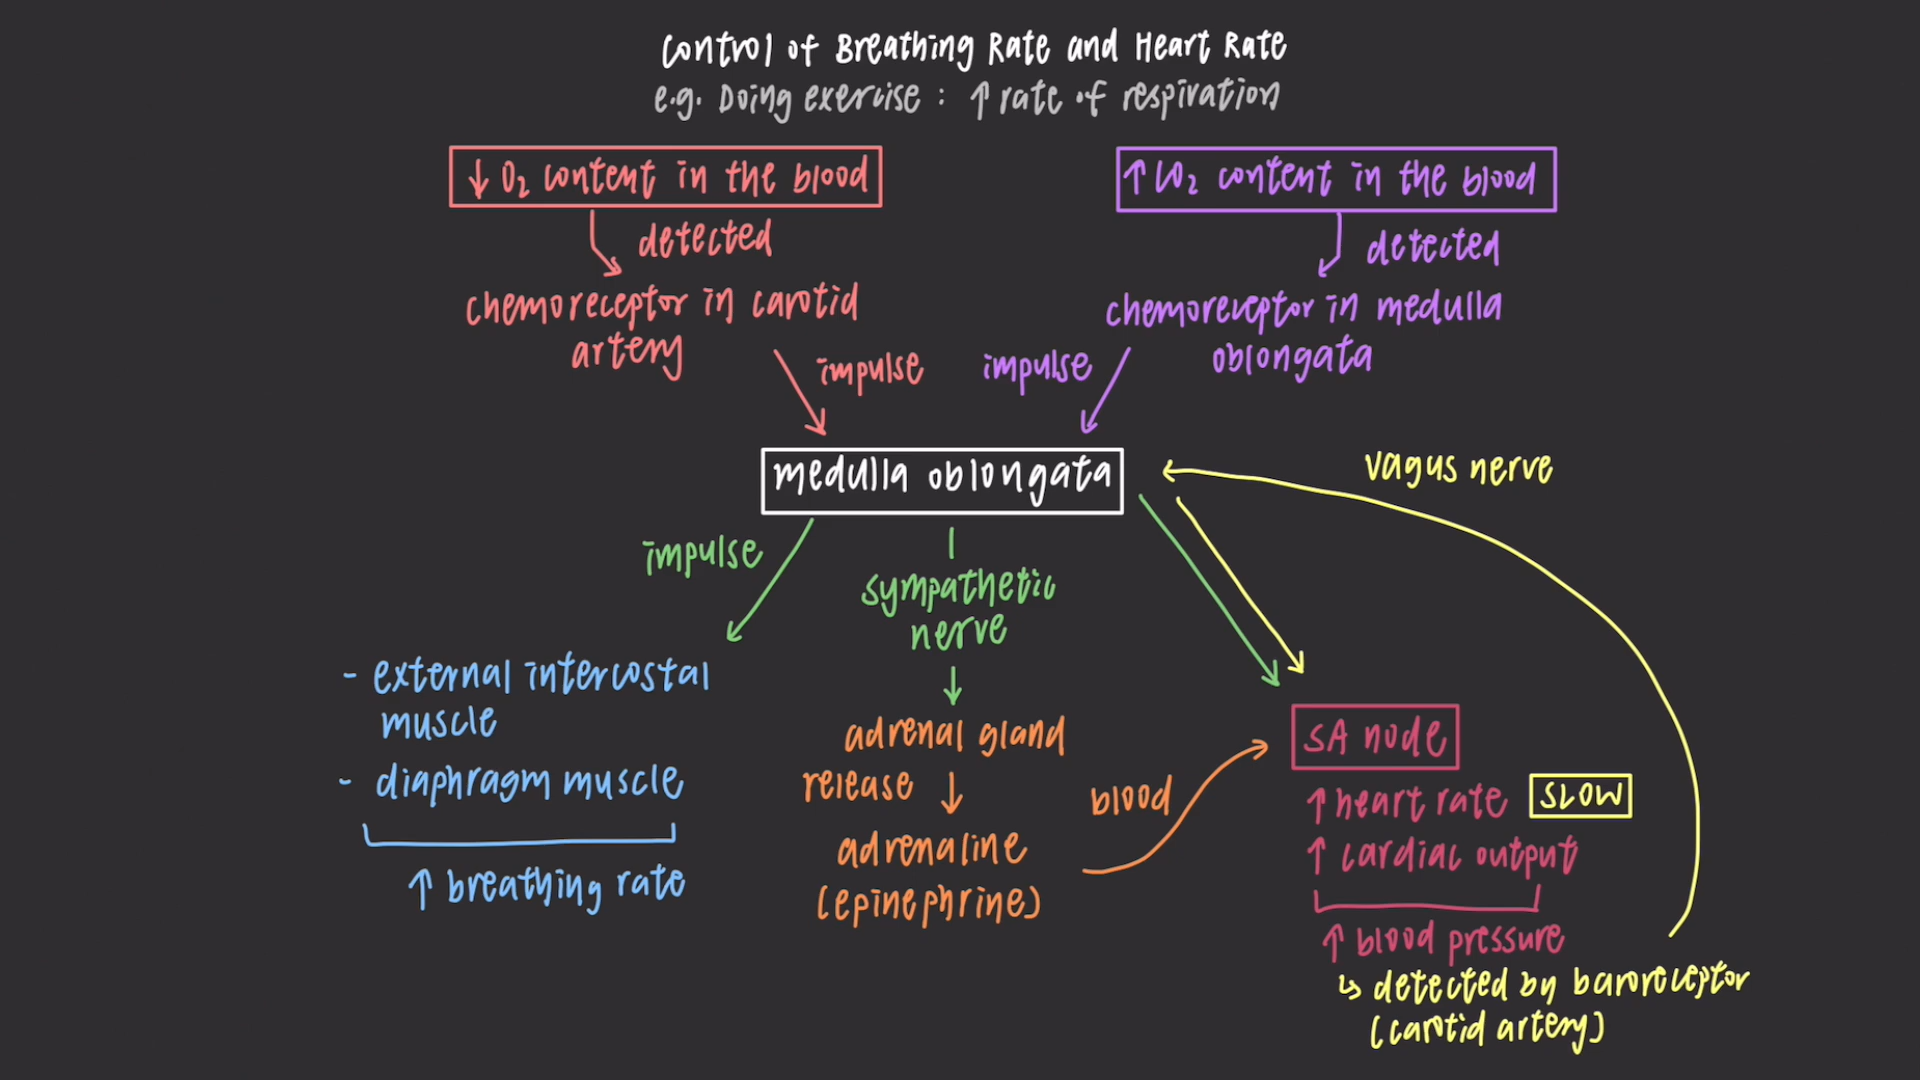 Control of Breathing Rate and Heart Rate
e.g. Doing exercise : ↑ rate of respiration
↓ O₂ content in the blood
detected
chemoreceptor in carotid
artery
impulse
↑ CO₂ content in the blood
detected
chemoreceptor in medulla
oblongata
impulse
medulla oblongata
vagus nerve
impulse
- external intercostal
muscle
- diaphragm muscle
↑ breathing rate
sympathetic
nerve
adrenal gland
release
adrenaline
(epinephrine)
blood
SA node
↑ heart rate
SLOW
↑ cardiac output
↑ blood pressure
↳ detected by baroreceptor
(carotid artery)